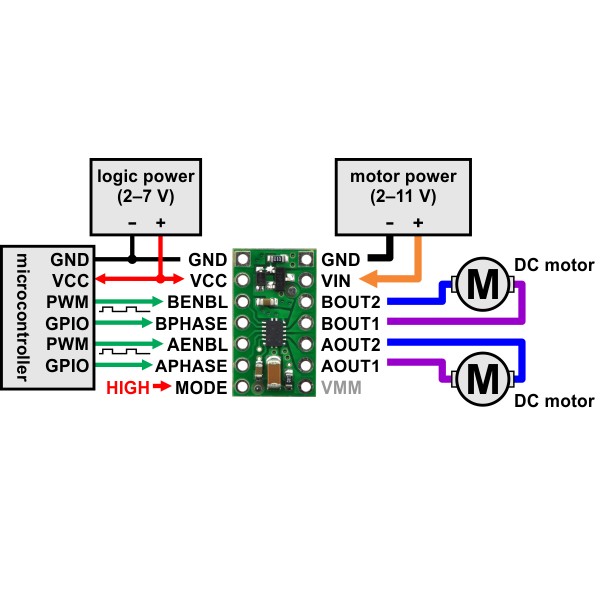 logic power
(2–7 V)
– +
motor power
(2–11 V)
– +
microcontroller
GND
VCC
PWM
GPIO
PWM
GPIO
GND
VCC
BENBL
BPHASE
AENBL
APHASE
HIGH MODE
GND
VIN
BOUT2
BOUT1
AOUT2
AOUT1
VMM
M
DC motor
M
DC motor